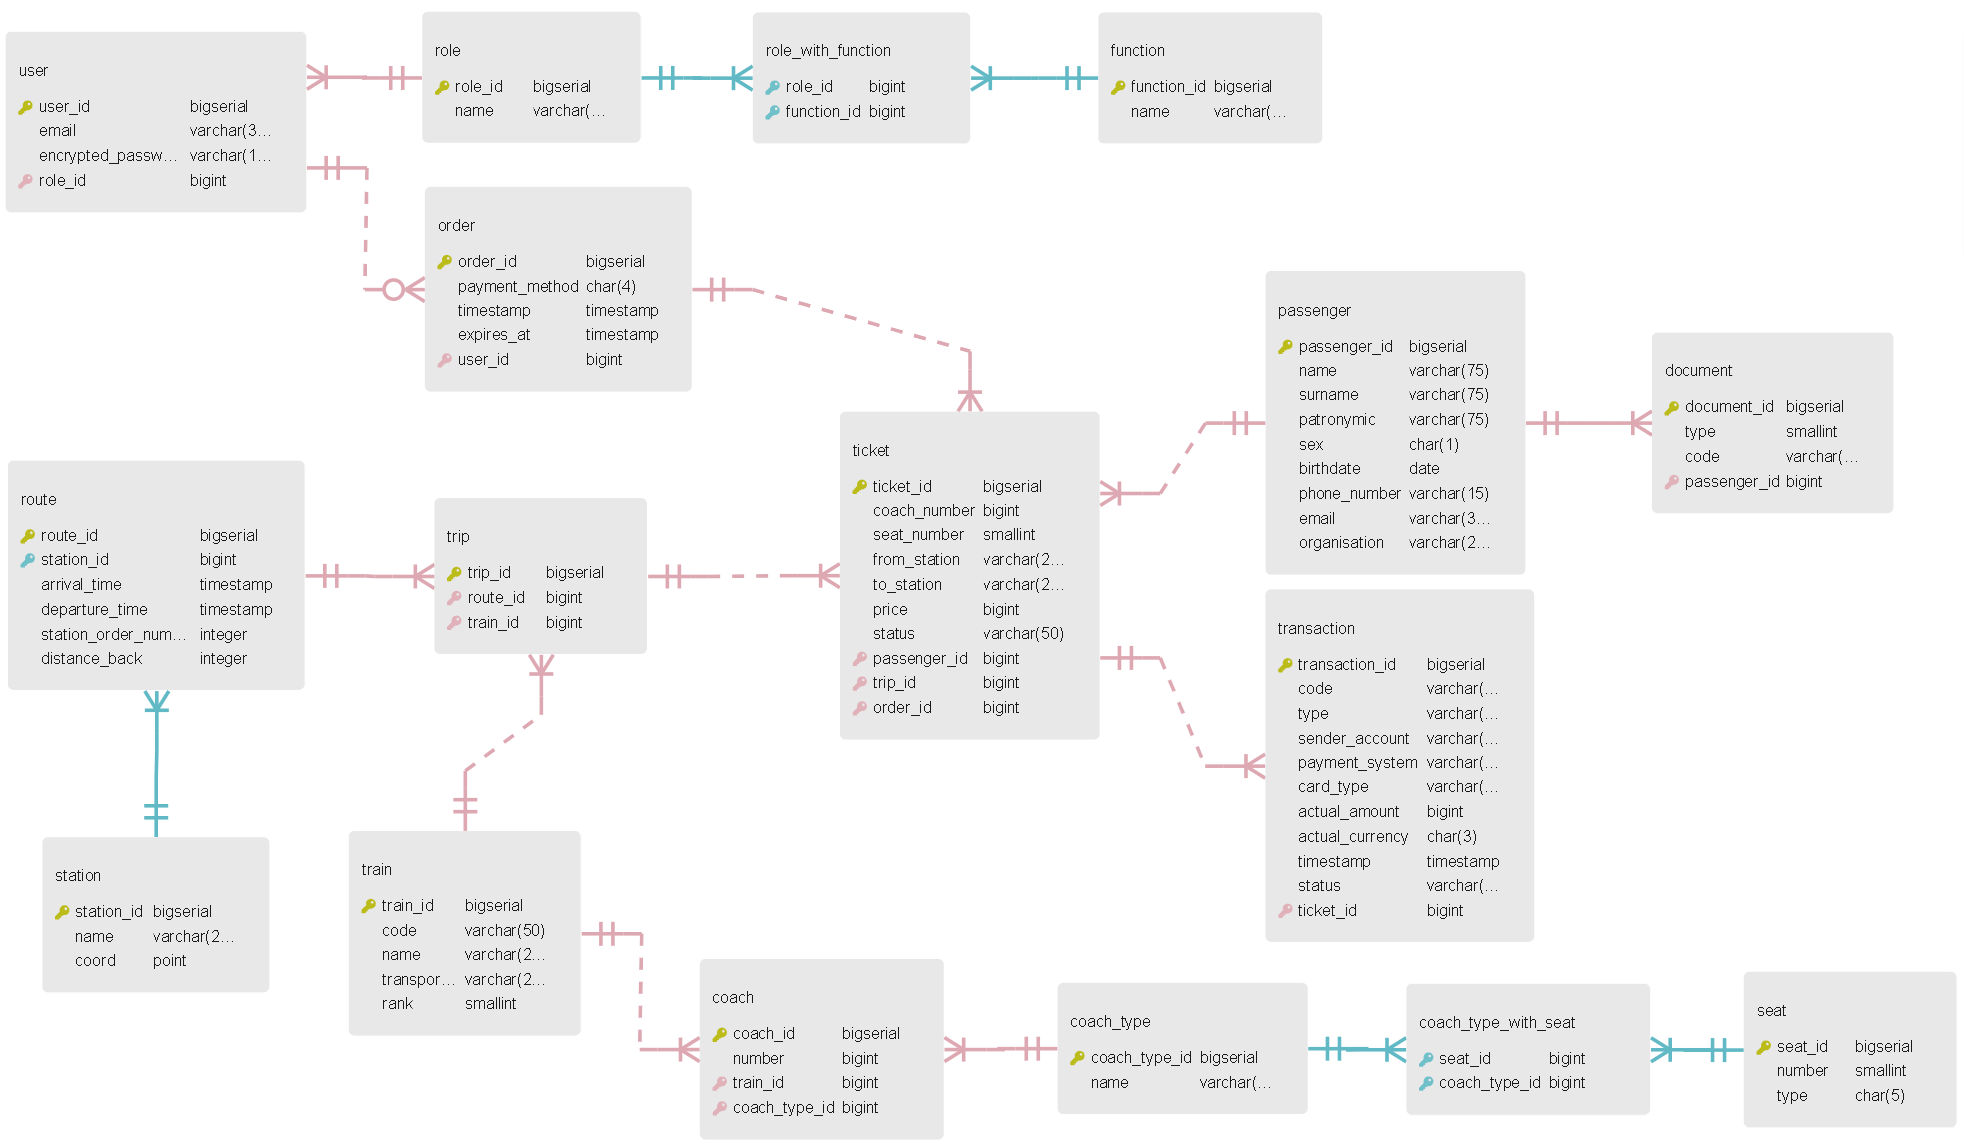 user
user_id bigserial
email varchar(3...
encrypted_passw... varchar(1...
role_id bigint
role
role_id bigserial
name varchar(...
role_with_function
role_id bigint
function_id bigint
function
function_id bigserial
name varchar(...
order
order_id bigserial
payment_method char(4)
timestamp timestamp
expires_at timestamp
user_id bigint
passenger
passenger_id bigserial
name varchar(75)
surname varchar(75)
patronymic varchar(75)
sex char(1)
birthdate date
phone_number varchar(15)
email varchar(3...
organisation varchar(2...
document
document_id bigserial
type smallint
code varchar(...
passenger_id bigint
ticket
ticket_id bigserial
coach_number bigint
seat_number smallint
from_station varchar(2...
to_station varchar(2...
price bigint
status varchar(50)
passenger_id bigint
trip_id bigint
order_id bigint
route
route_id bigserial
station_id bigint
arrival_time timestamp
departure_time timestamp
station_order_num... integer
distance_back integer
trip
trip_id bigserial
route_id bigint
train_id bigint
transaction
transaction_id bigserial
code varchar(...
type varchar(...
sender_account varchar(...
payment_system varchar(...
card_type varchar(...
actual_amount bigint
actual_currency char(3)
timestamp timestamp
status varchar(...
ticket_id bigint
station
station_id bigserial
name varchar(2...
coord point
train
train_id bigserial
code varchar(50)
name varchar(2...
transpor... varchar(2...
rank smallint
coach
coach_id bigserial
number bigint
train_id bigint
coach_type_id bigint
coach_type
coach_type_id bigserial
name varchar(...
coach_type_with_seat
seat_id bigint
coach_type_id bigint
seat
seat_id bigserial
number smallint
type char(5)